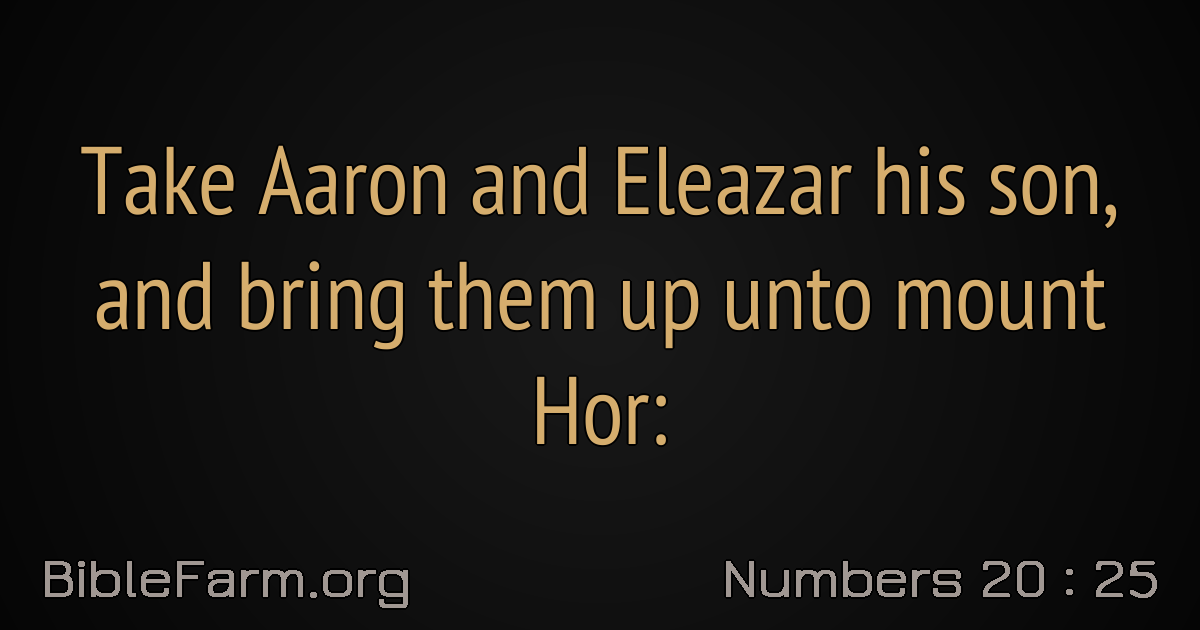 Take Aaron and Eleazar his son,
and bring them up unto mount
Hor:
BibleFarm.org
Numbers 20 : 25